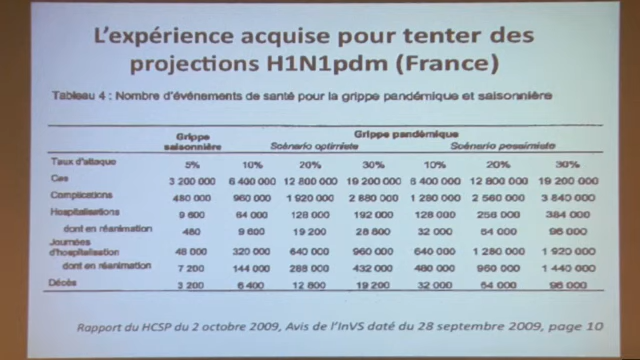 L'expérience acquise pour tenter des
projections H1N1pdm (France)
Tableau 4 : Nombre d'événements de santé pour la grippe pandémique et saisonnière
Grippe saisonnière Grippe pandémique
Scénario optimiste Scénario pessimiste
Taux d'attaque 5% 10% 20% 30% 10% 20% 30%
Cas 3 200 000 6 400 000 12 800 000 19 200 000 6 400 000 12 800 000 19 200 000
Complications 480 000 960 000 1 920 000 2 880 000 1 280 000 2 560 000 3 840 000
Hospitalisations 9 600 64 000 128 000 192 000 128 000 256 000 384 000
dont en réanimation 480 9 600 19 200 28 800 32 000 64 000 96 000
Journées
d'hospitalisation 48 000 320 000 640 000 960 000 640 000 1 280 000 1 920 000
dont en réanimation 7 200 144 000 288 000 432 000 480 000 960 000 1 440 000
Décès 3 200 6 400 12 800 19 200 32 000 64 000 96 000
Rapport du HCSP du 2 octobre 2009, Avis de l'InVS daté du 28 septembre 2009, page 10